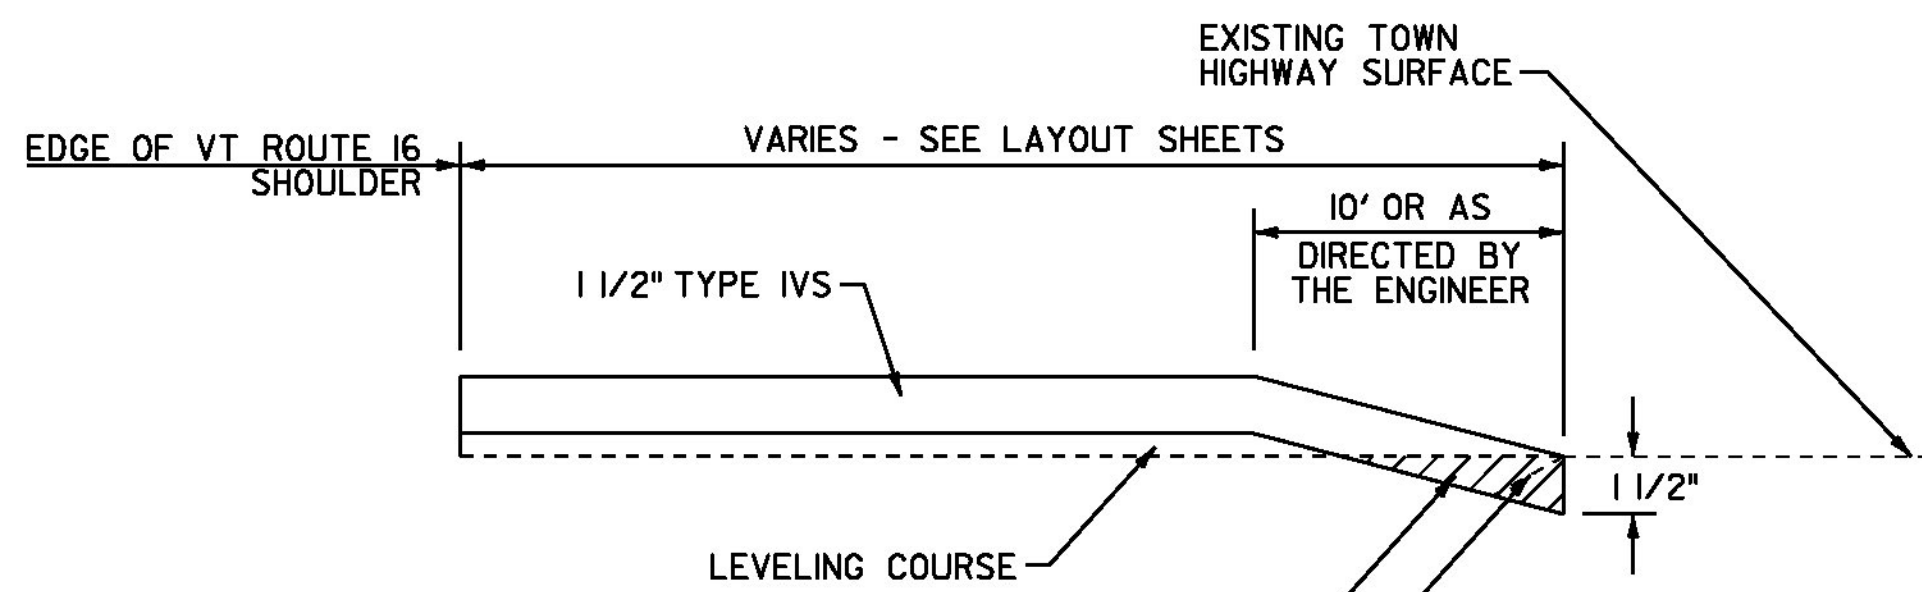 EXISTING TOWN
HIGHWAY SURFACE
EDGE OF VT ROUTE 16
SHOULDER
VARIES - SEE LAYOUT SHEETS
10' OR AS
DIRECTED BY
THE ENGINEER
1 1/2" TYPE IVS
1 1/2"
LEVELING COURSE